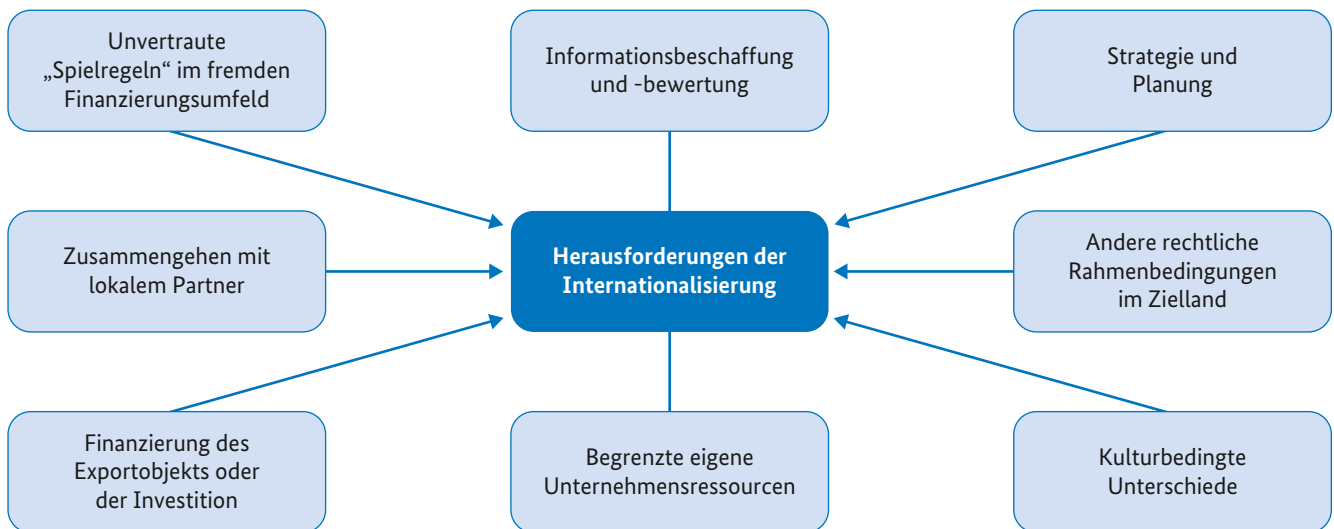 Unvertraute
„Spielregeln“ im fremden
Finanzierungsumfeld
Informationsbeschaffung
und -bewertung
Strategie und
Planung
Zusammengehen mit
lokalem Partner
Herausforderungen der
Internationalisierung
Andere rechtliche
Rahmenbedingungen
im Zielland
Finanzierung des
Exportobjekts oder
der Investition
Begrenzte eigene
Unternehmensressourcen
Kulturbedingte
Unterschiede